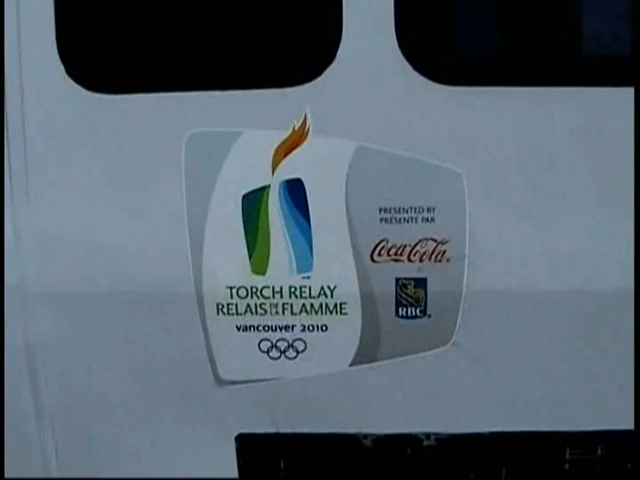 TORCH RELAY
RELAIS DE LA FLAMME
vancouver 2010
PRESENTED BY
PRÉSENTÉ PAR
Coca-Cola
RBC